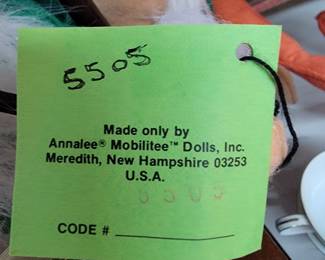 5505
Made only by
Annalee® Mobilitee™ Dolls, Inc.
Meredith, New Hampshire 03253
U.S.A.
CODE #